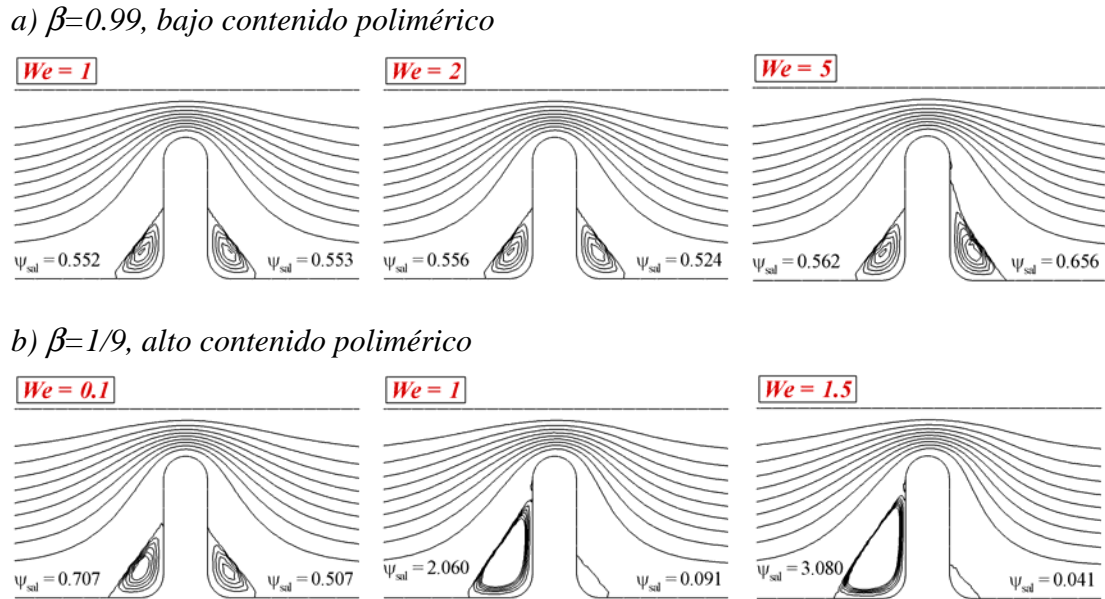 a) β=0.99, bajo contenido polimérico
We = 1
We = 2
We = 5
ψsal = 0.552
ψsal = 0.553
ψsal = 0.556
ψsal = 0.524
ψsal = 0.562
ψsal = 0.656
b) β=1/9, alto contenido polimérico
We = 0.1
We = 1
We = 1.5
ψsal = 0.707
ψsal = 0.507
ψsal = 2.060
ψsal = 0.091
ψsal = 3.080
ψsal = 0.041